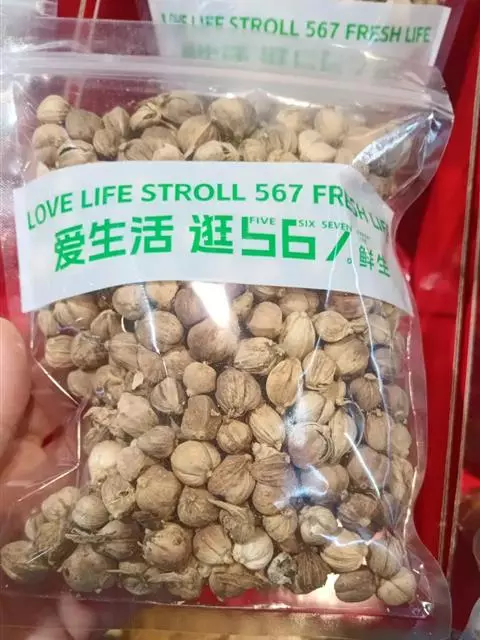 LOVE LIFE STROLL 567 FRESH LIFE
LOVE LIFE STROLL 567 FRESH LIFE
爱生活 逛567鲜生
FIVE SIX SEVEN